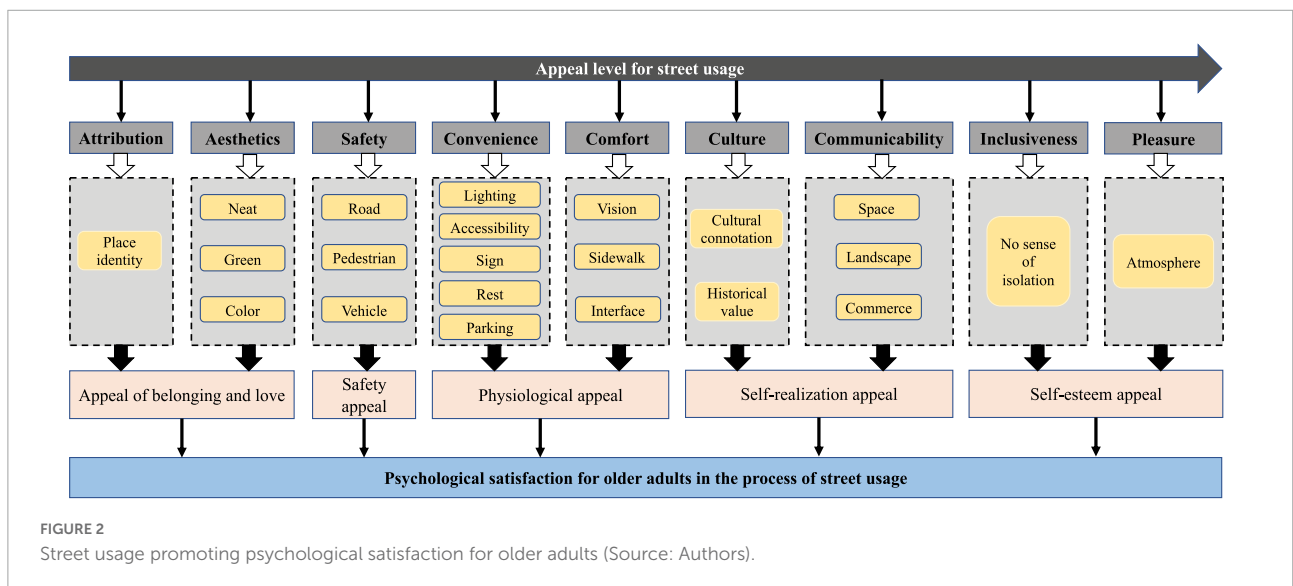 Appeal level for street usage
Attribution
Aesthetics
Safety
Convenience
Comfort
Culture
Communicability
Inclusiveness
Pleasure
Place
identity
Neat
Green
Color
Road
Pedestrian
Vehicle
Lighting
Accessibility
Sign
Rest
Parking
Vision
Sidewalk
Interface
Cultural
connotation
Historical
value
Space
Landscape
Commerce
No sense
of
isolation
Atmosphere
Appeal of belonging and love
Safety
appeal
Physiological appeal
Self-realization appeal
Self-esteem appeal
Psychological satisfaction for older adults in the process of street usage
FIGURE 2
Street usage promoting psychological satisfaction for older adults (Source: Authors).